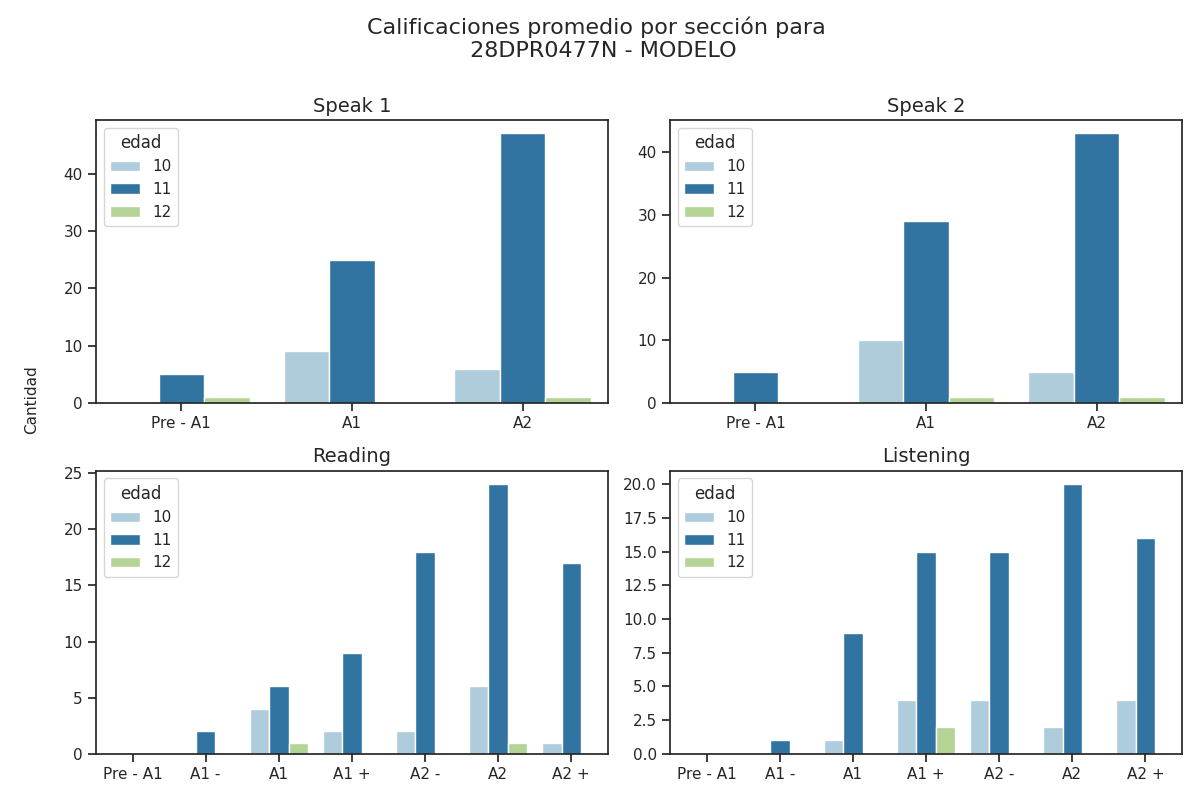 Calificaciones promedio por sección para
28DPR0477N - MODELO
Cantidad
Speak 1
edad
10
11
12
40
30
20
10
0
Pre - A1
A1
A2
Speak 2
edad
10
11
12
40
30
20
10
0
Pre - A1
A1
A2
Reading
edad
10
11
12
25
20
15
10
5
0
Pre - A1
A1 -
A1
A1 +
A2 -
A2
A2 +
Listening
edad
10
11
12
20.0
17.5
15.0
12.5
10.0
7.5
5.0
2.5
0.0
Pre - A1
A1 -
A1
A1 +
A2 -
A2
A2 +